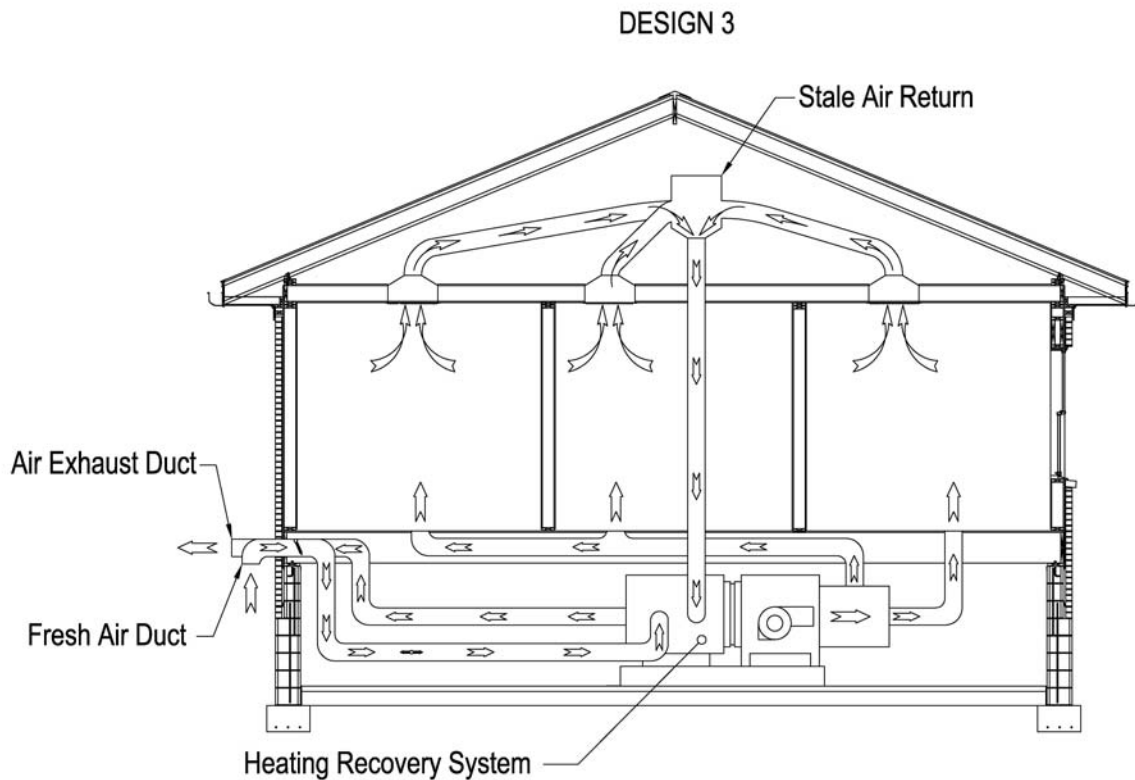 DESIGN 3
Stale Air Return
Air Exhaust Duct
Fresh Air Duct
Heating Recovery System